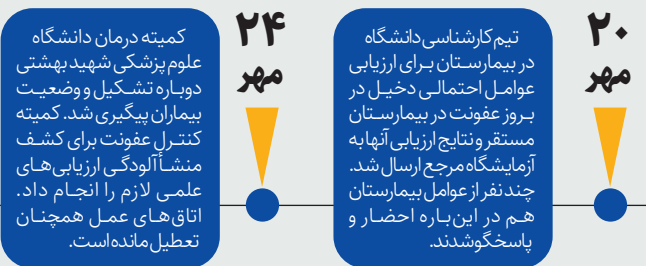 ۲۰
مهر
تیم کارشناسی دانشگاه
در بیمارستان برای ارزیابی
عوامل احتمالی دخیل در
بروز عفونت در بیمارستان
مستقر و نتایج ارزیابی آنها به
آزمایشگاه مرجع ارسال شد.
چند نفر از عوامل بیمارستان
هم در این‌باره احضار و
پاسخگو شدند.
۲۴
مهر
کمیته درمان دانشگاه
علوم پزشکی شهید بهشتی
دوباره تشکیل و وضعیت
بیماران پیگیری شد. کمیته
کنترل عفونت برای کشف
منشأ آلودگی ارزیابی‌های
علمی لازم را انجام داد.
اتاق‌های عمل همچنان
تعطیل مانده است.